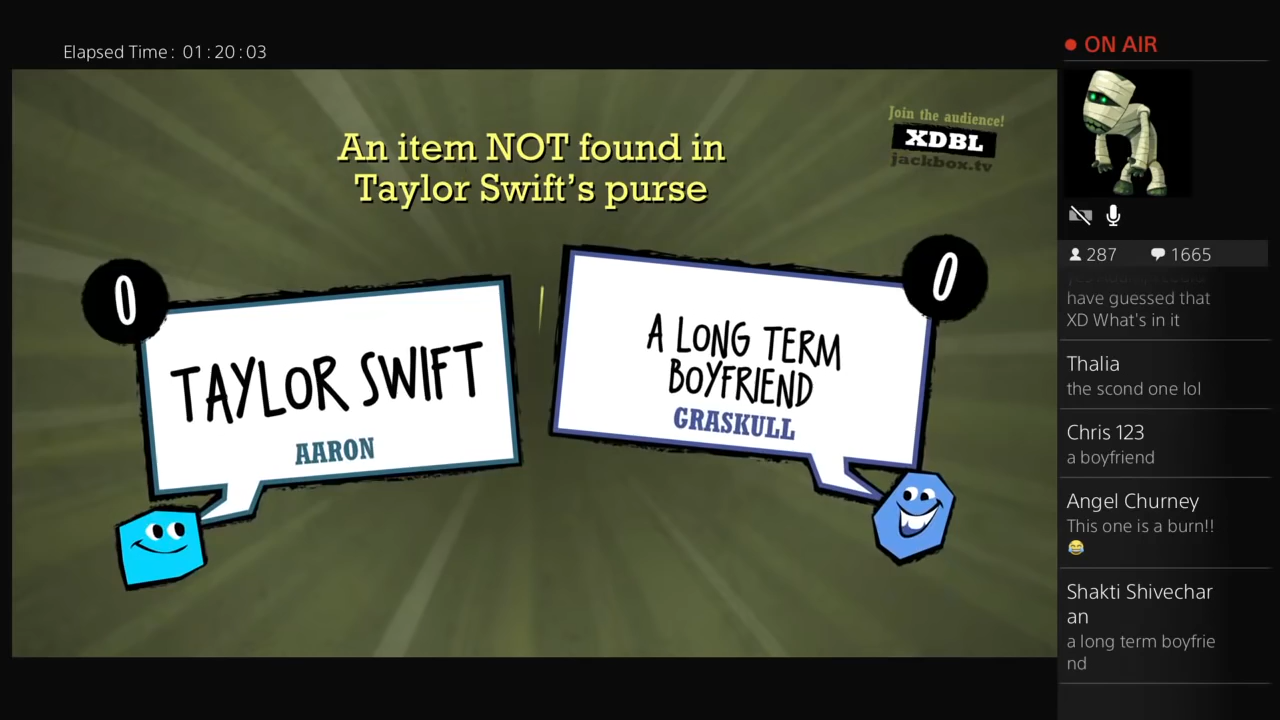 Elapsed Time: 01:20:03
ON AIR
An item NOT found in
Taylor Swift's purse
Join the audience!
XDBL
jackbox.tv
0
TAYLOR SWIFT
AARON
0
A LONG TERM
BOYFRIEND
GRASKULL
287 1665
have guessed that
XD What's in it
Thalia
the scond one lol
Chris 123
a boyfriend
Angel Churney
This one is a burn!!
😂
Shakti Shivechar
an
a long term boyfrie
nd